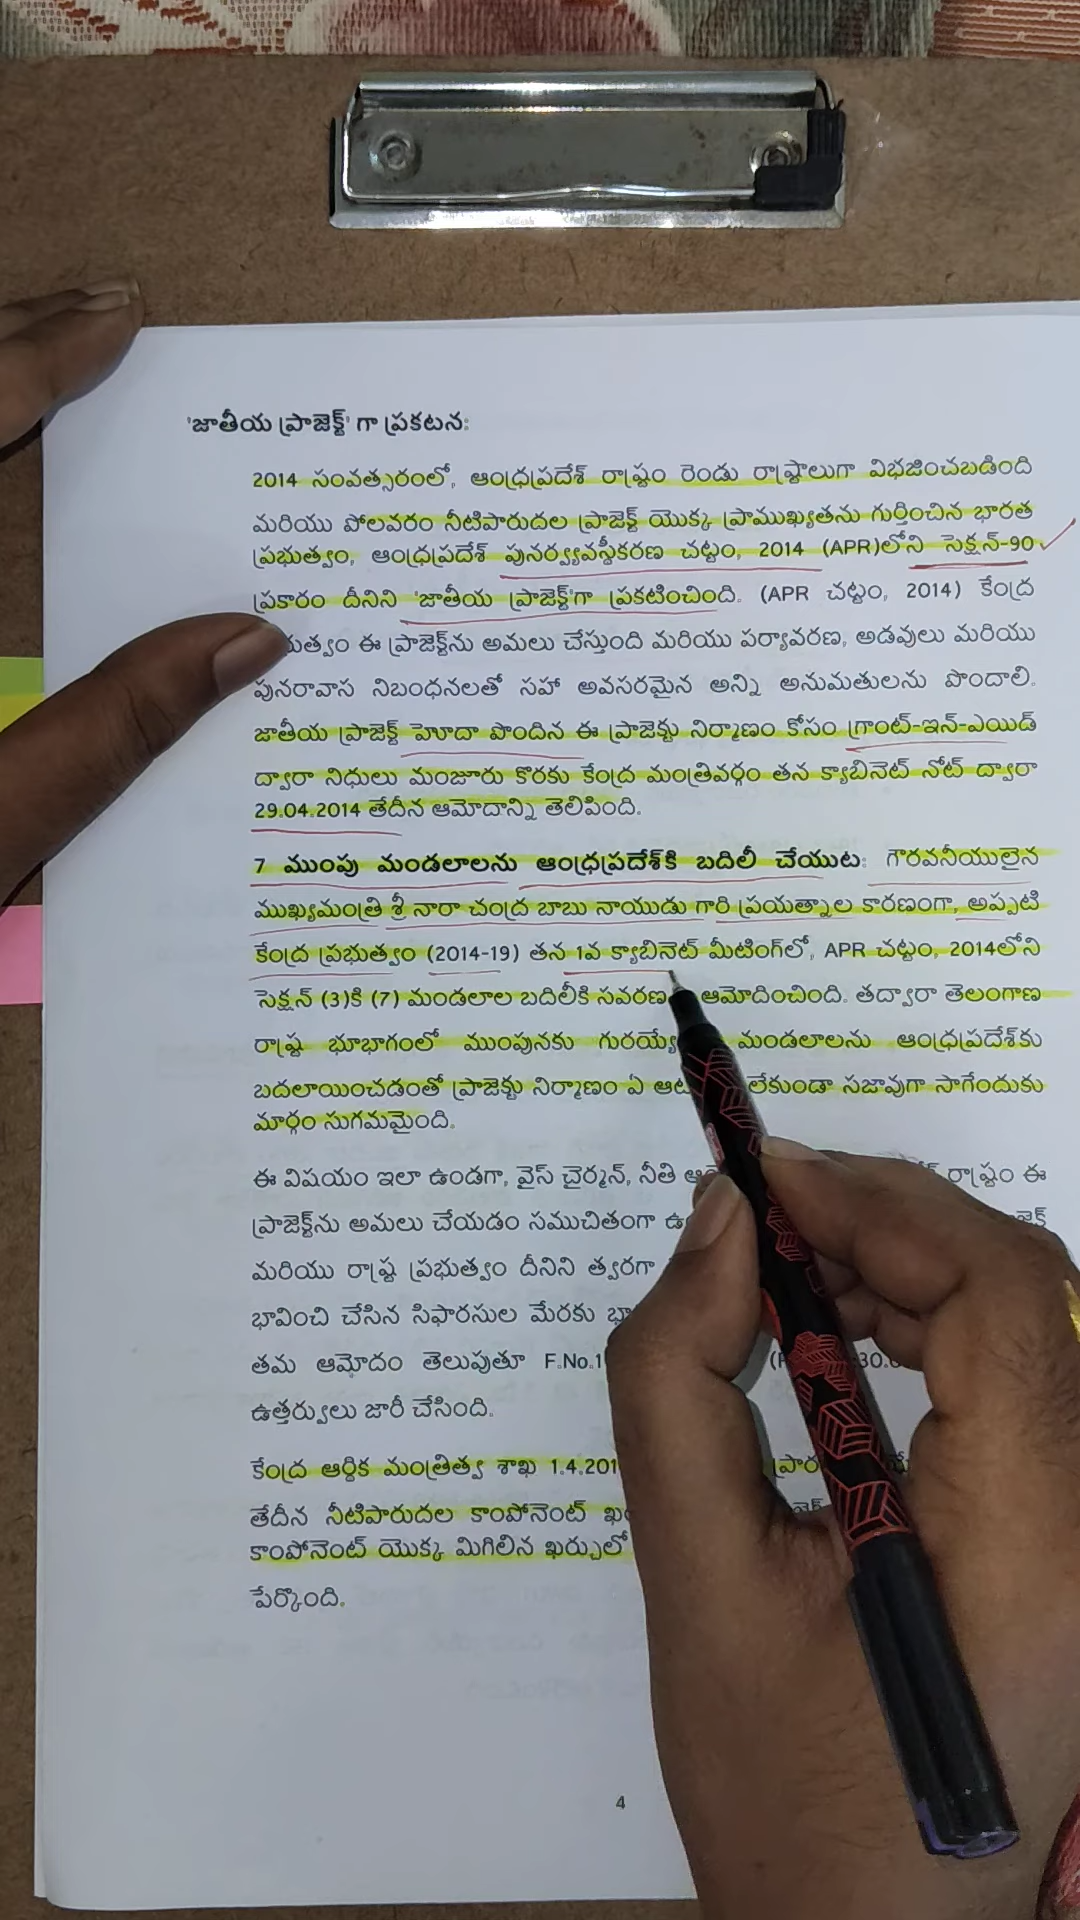 'జాతీయ ప్రాజెక్ట్' గా ప్రకటన:
2014 సంవత్సరంలో, ఆంధ్రప్రదేశ్ రాష్ట్రం రెండు రాష్ట్రాలుగా విభజించబడింది
మరియు పోలవరం నీటిపారుదల ప్రాజెక్ట్ యొక్క ప్రాముఖ్యతను గుర్తించిన భారత
ప్రభుత్వం, ఆంధ్రప్రదేశ్ పునర్వ్యవస్థీకరణ చట్టం, 2014 (APR)లోని సెక్షన్-90
ప్రకారం దీనిని 'జాతీయ ప్రాజెక్ట్'గా ప్రకటించింది. (APR చట్టం, 2014) కేంద్ర
ఈ ప్రాజెక్ట్‌ను అమలు చేస్తుంది మరియు పర్యావరణ, అడవులు మరియు
పునరావాస నిబంధనలతో సహా అవసరమైన అన్ని అనుమతులను పొందాలి.
జాతీయ ప్రాజెక్ట్ హెూదా పొందిన ఈ ప్రాజెక్టు నిర్మాణం కోసం గ్రాంట్-ఇన్-ఎయిడ్
ద్వారా నిధులు మంజూరు కొరకు కేంద్ర మంత్రివర్గం తన క్యాబినెట్ నోట్ ద్వారా
29.04.2014 తేదీన ఆమోదాన్ని తెలిపింది.
7 ముంపు మండలాలను ఆంధ్రప్రదేశ్‌కి బదిలీ చేయుట: గౌరవనీయులైన
ముఖ్యమంత్రి శ్రీ నారా చంద్ర బాబు నాయుడు గారి ప్రయత్నాల కారణంగా, అప్పటి
కేంద్ర ప్రభుత్వం (2014-19) తన 1వ క్యాబినెట్ మీటింగ్‌లో, APR చట్టం, 2014లోని
సెక్షన్ (3)కి (7) మండలాల బదిలీకి సవరణ ఆమోదించింది. తద్వారా తెలంగాణ
రాష్ట్ర భూభాగంలో ముంపునకు గురయ్యే మండలాలను ఆంధ్రప్రదేశ్‌కు
బదలాయించడంతో ప్రాజెక్టు నిర్మాణం ఏ లేకుండా సజావుగా సాగేందుకు
మార్గం సుగమమైంది.
ఈ విషయం ఇలా ఉండగా, వైస్ చైర్మన్, నీతి రాష్ట్రం ఈ
ప్రాజెక్ట్‌ను అమలు చేయడం సముచితంగా
మరియు రాష్ట్ర ప్రభుత్వం దీనిని త్వరగా
భావించి చేసిన సిఫారసుల మేరకు
తమ ఆమోదం తెలుపుతూ F.No.1
ఉత్తర్వులు జారీ చేసింది.
కేంద్ర ఆర్థిక మంత్రిత్వ శాఖ 1.4.201
తేదీన నీటిపారుదల కాంపోనెంట్
కాంపోనెంట్ యొక్క మిగిలిన ఖర్చులో
పేర్కొంది.
4